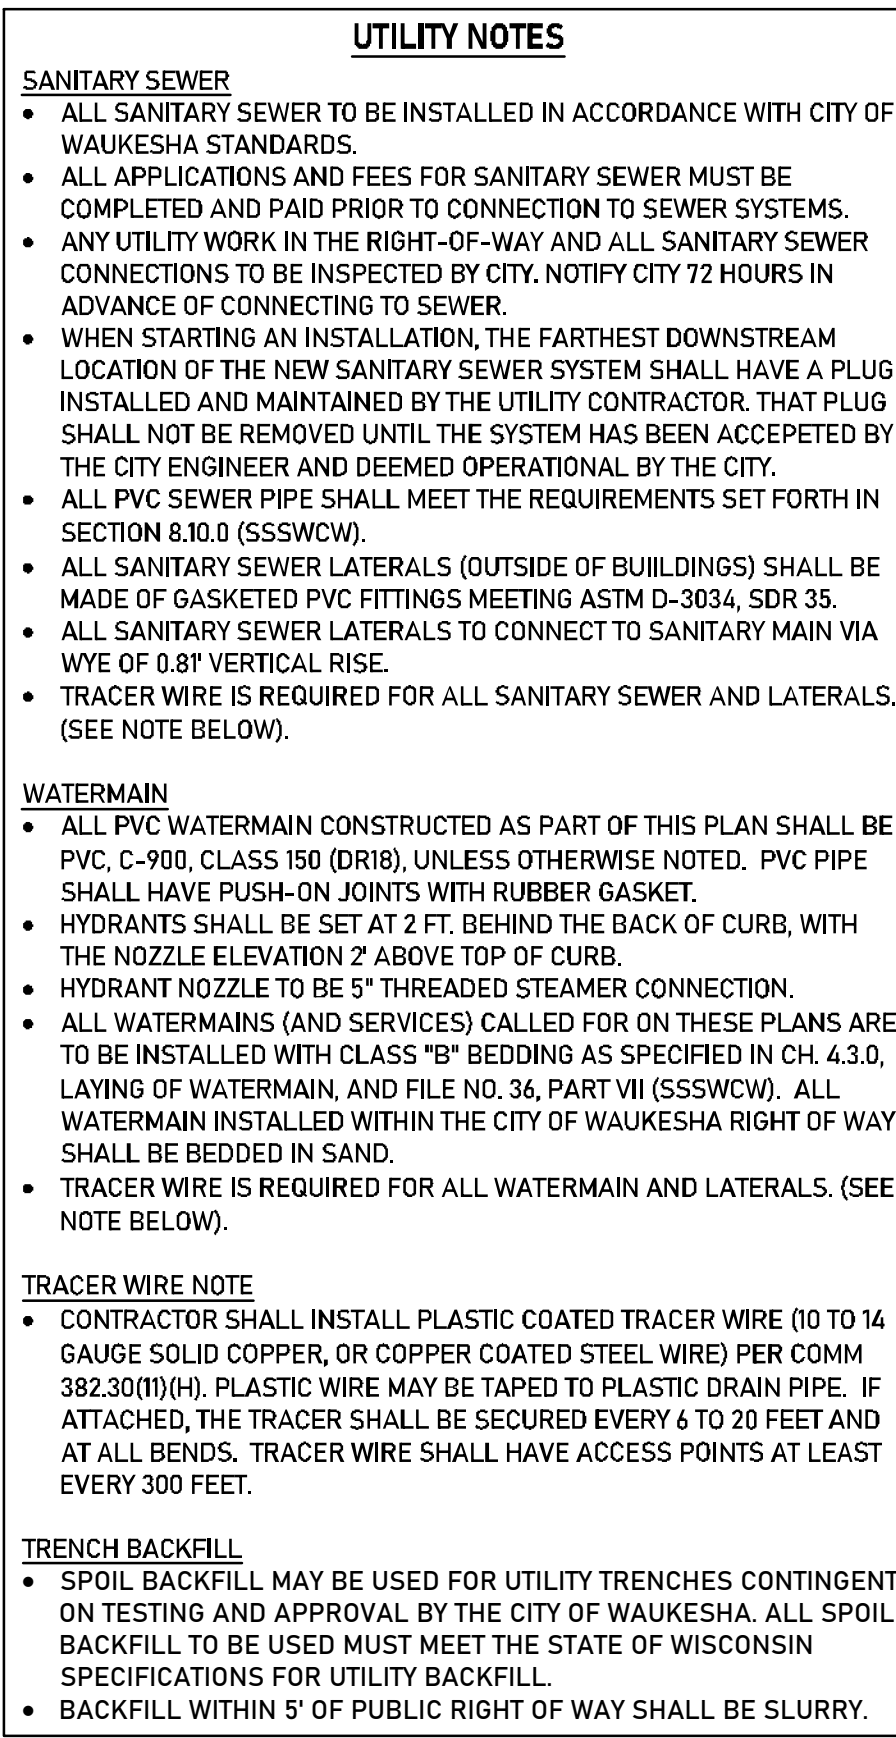 UTILITY NOTES
SANITARY SEWER
• ALL SANITARY SEWER TO BE INSTALLED IN ACCORDANCE WITH CITY OF
WAUKESHA STANDARDS.
• ALL APPLICATIONS AND FEES FOR SANITARY SEWER MUST BE
COMPLETED AND PAID PRIOR TO CONNECTION TO SEWER SYSTEMS.
• ANY UTILITY WORK IN THE RIGHT-OF-WAY AND ALL SANITARY SEWER
CONNECTIONS TO BE INSPECTED BY CITY. NOTIFY CITY 72 HOURS IN
ADVANCE OF CONNECTING TO SEWER.
• WHEN STARTING AN INSTALLATION, THE FARTHEST DOWNSTREAM
LOCATION OF THE NEW SANITARY SEWER SYSTEM SHALL HAVE A PLUG
INSTALLED AND MAINTAINED BY THE UTILITY CONTRACTOR. THAT PLUG
SHALL NOT BE REMOVED UNTIL THE SYSTEM HAS BEEN ACCEPETED BY
THE CITY ENGINEER AND DEEMED OPERATIONAL BY THE CITY.
• ALL PVC SEWER PIPE SHALL MEET THE REQUIREMENTS SET FORTH IN
SECTION 8.10.0 (SSSWCW).
• ALL SANITARY SEWER LATERALS (OUTSIDE OF BUIILDINGS) SHALL BE
MADE OF GASKETED PVC FITTINGS MEETING ASTM D-3034, SDR 35.
• ALL SANITARY SEWER LATERALS TO CONNECT TO SANITARY MAIN VIA
WYE OF 0.81' VERTICAL RISE.
• TRACER WIRE IS REQUIRED FOR ALL SANITARY SEWER AND LATERALS.
(SEE NOTE BELOW).
WATERMAIN
• ALL PVC WATERMAIN CONSTRUCTED AS PART OF THIS PLAN SHALL BE
PVC, C-900, CLASS 150 (DR18), UNLESS OTHERWISE NOTED. PVC PIPE
SHALL HAVE PUSH-ON JOINTS WITH RUBBER GASKET.
• HYDRANTS SHALL BE SET AT 2 FT. BEHIND THE BACK OF CURB, WITH
THE NOZZLE ELEVATION 2' ABOVE TOP OF CURB.
• HYDRANT NOZZLE TO BE 5" THREADED STEAMER CONNECTION.
• ALL WATERMAINS (AND SERVICES) CALLED FOR ON THESE PLANS ARE
TO BE INSTALLED WITH CLASS "B" BEDDING AS SPECIFIED IN CH. 4.3.0,
LAYING OF WATERMAIN, AND FILE NO. 36, PART VII (SSSWCW). ALL
WATERMAIN INSTALLED WITHIN THE CITY OF WAUKESHA RIGHT OF WAY
SHALL BE BEDDED IN SAND.
• TRACER WIRE IS REQUIRED FOR ALL WATERMAIN AND LATERALS. (SEE
NOTE BELOW).
TRACER WIRE NOTE
• CONTRACTOR SHALL INSTALL PLASTIC COATED TRACER WIRE (10 TO 14
GAUGE SOLID COPPER, OR COPPER COATED STEEL WIRE) PER COMM
382.30(11)(H). PLASTIC WIRE MAY BE TAPED TO PLASTIC DRAIN PIPE. IF
ATTACHED, THE TRACER SHALL BE SECURED EVERY 6 TO 20 FEET AND
AT ALL BENDS. TRACER WIRE SHALL HAVE ACCESS POINTS AT LEAST
EVERY 300 FEET.
TRENCH BACKFILL
• SPOIL BACKFILL MAY BE USED FOR UTILITY TRENCHES CONTINGENT
ON TESTING AND APPROVAL BY THE CITY OF WAUKESHA. ALL SPOIL
BACKFILL TO BE USED MUST MEET THE STATE OF WISCONSIN
SPECIFICATIONS FOR UTILITY BACKFILL.
• BACKFILL WITHIN 5' OF PUBLIC RIGHT OF WAY SHALL BE SLURRY.